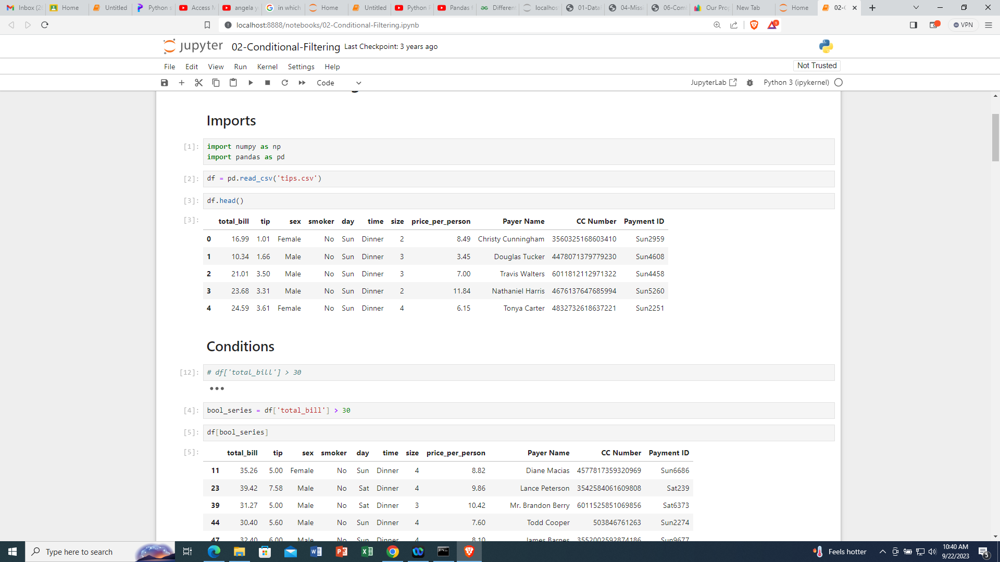 Inbox (2
Home
Untitled
Python s
Access M
angela y
in which
Home
Untitled
Python F
Pandas f
Different
localhos
01-Data
04-Missi
06-Com
Our Prop
New Tab
Home
02-C
localhost:8888/notebooks/02-Conditional-Filtering.ipynb
1
VPN
jupyter 02-Conditional-Filtering Last Checkpoint: 3 years ago
File Edit View Run Kernel Settings Help
Not Trusted
Code
JupyterLab
Python 3 (ipykernel)
Imports
[1]: import numpy as np
import pandas as pd
[2]: df = pd.read_csv('tips.csv')
[3]: df.head()
[3]: total_bill tip sex smoker day time size price_per_person Payer Name CC Number Payment ID
0 16.99 1.01 Female No Sun Dinner 2 8.49 Christy Cunningham 3560325168603410 Sun2959
1 10.34 1.66 Male No Sun Dinner 3 3.45 Douglas Tucker 4478071379779230 Sun4608
2 21.01 3.50 Male No Sun Dinner 3 7.00 Travis Walters 6011812112971322 Sun4458
3 23.68 3.31 Male No Sun Dinner 2 11.84 Nathaniel Harris 4676137647685994 Sun5260
4 24.59 3.61 Female No Sun Dinner 4 6.15 Tonya Carter 4832732618637221 Sun2251
Conditions
[12]: # df['total_bill'] > 30
[4]: bool_series = df['total_bill'] > 30
[5]: df[bool_series]
[5]: total_bill tip sex smoker day time size price_per_person Payer Name CC Number Payment ID
11 35.26 5.00 Female No Sun Dinner 4 8.82 Diane Macias 4577817359320969 Sun6686
23 39.42 7.58 Male No Sat Dinner 4 9.86 Lance Peterson 3542584061609808 Sat239
39 31.27 5.00 Male No Sat Dinner 3 10.42 Mr. Brandon Berry 6011525851069856 Sat6373
44 30.40 5.60 Male No Sun Dinner 4 7.60 Todd Cooper 503846761263 Sun2274
47 32.40 6.00 Male No Sun Dinner 4 8.10 James Barnes 3552002592874186 Sun9677
Type here to search
Feels hotter
10:40 AM
9/22/2023
5